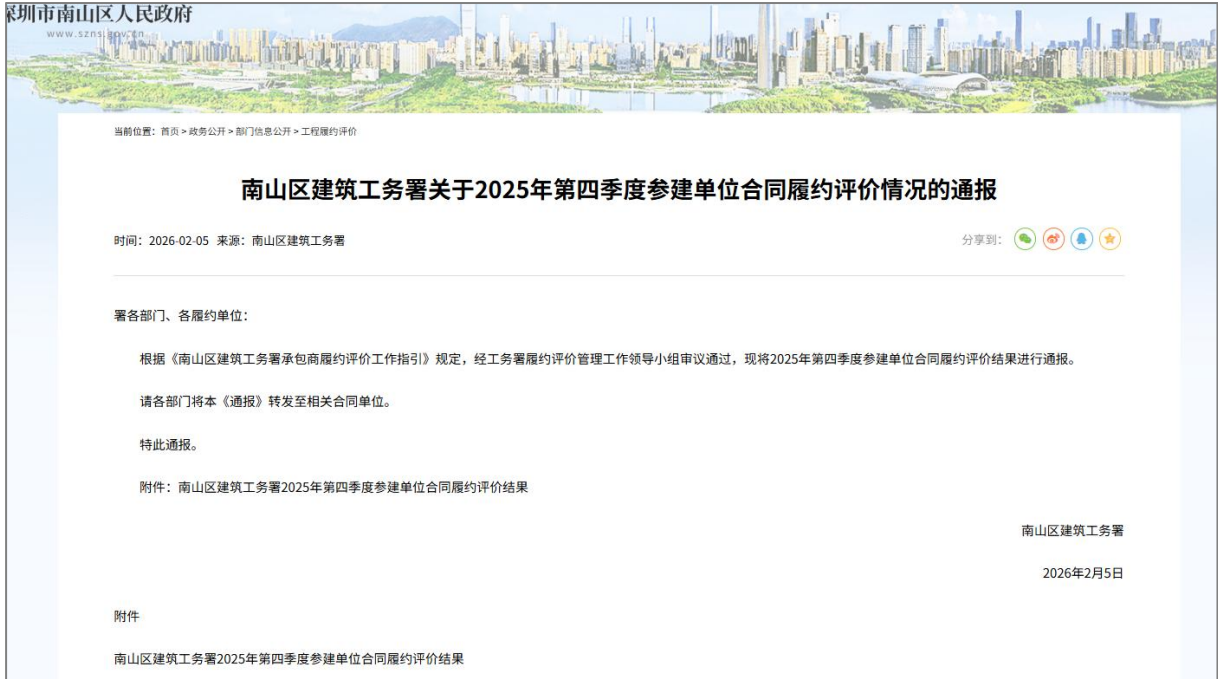 深圳市南山区人民政府
www.szns.gov.cn
当前位置：首页 > 政务公开 > 部门信息公开 > 工程履约评价
南山区建筑工务署关于2025年第四季度参建单位合同履约评价情况的通报
时间：2026-02-05 来源：南山区建筑工务署
分享到：
署各部门、各履约单位：
根据《南山区建筑工务署承包商履约评价工作指引》规定，经工务署履约评价管理工作领导小组审议通过，现将2025年第四季度参建单位合同履约评价结果进行通报。
请各部门将本《通报》转发至相关合同单位。
特此通报。
附件：南山区建筑工务署2025年第四季度参建单位合同履约评价结果
南山区建筑工务署
2026年2月5日
附件
南山区建筑工务署2025年第四季度参建单位合同履约评价结果